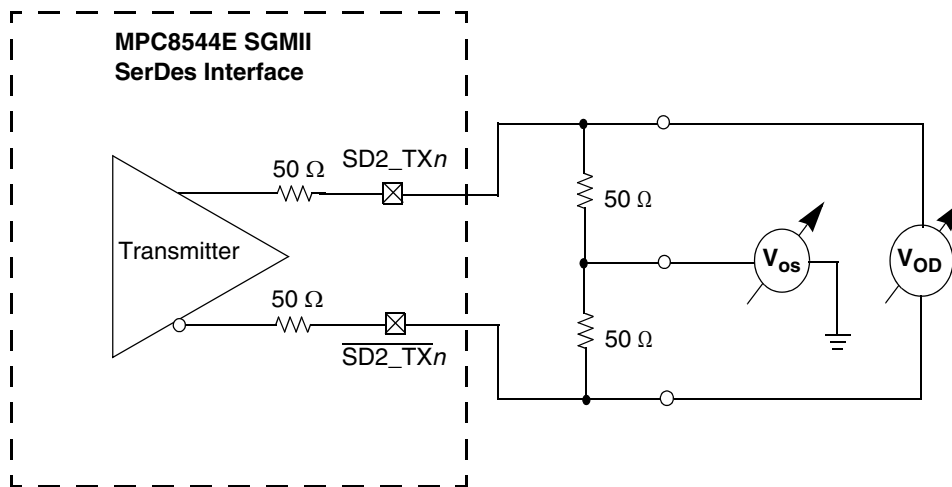 MPC8544E SGMII
SerDes Interface
50 Ω
SD2_TXn
50 Ω
Transmitter
Vos
VOD
50 Ω
50 Ω
SD2_TXn